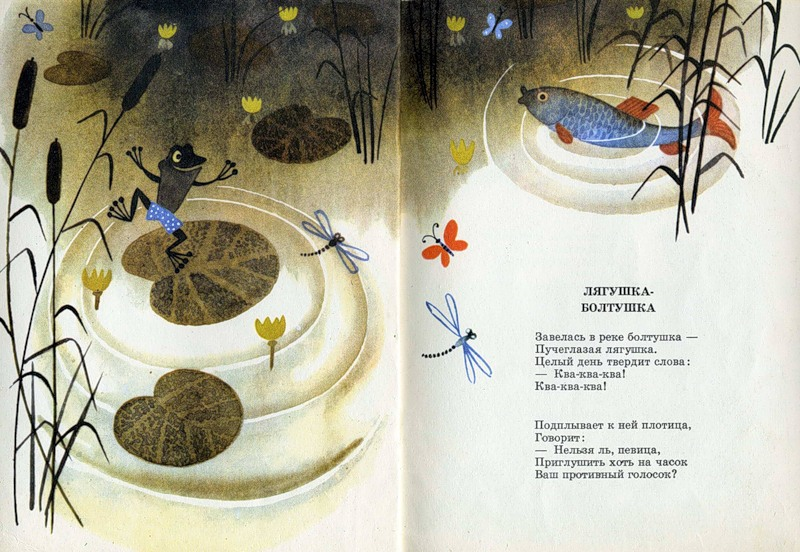 ЛЯГУШКА-
БОЛТУШКА
Завелась в реке болтушка —
Пучеглазая лягушка.
Целый день твердит слова:
— Ква-ква-ква!
Ква-ква-ква!
Подплывает к ней плотица,
Говорит:
— Нельзя ль, певица,
Приглушить хоть на часок
Ваш противный голосок?